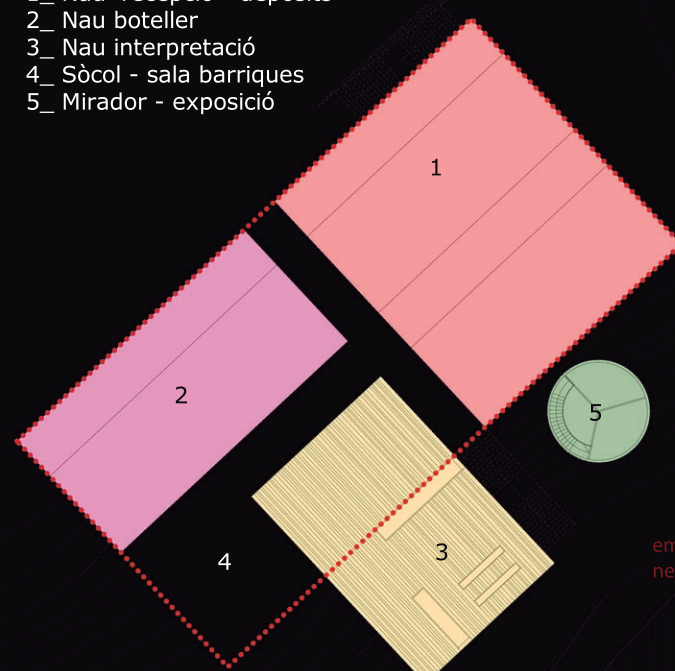 2_ Nau boteller
3_ Nau interpretació
4_ Sòcol - sala barriques
5_ Mirador - exposició
1
2
5
3
4